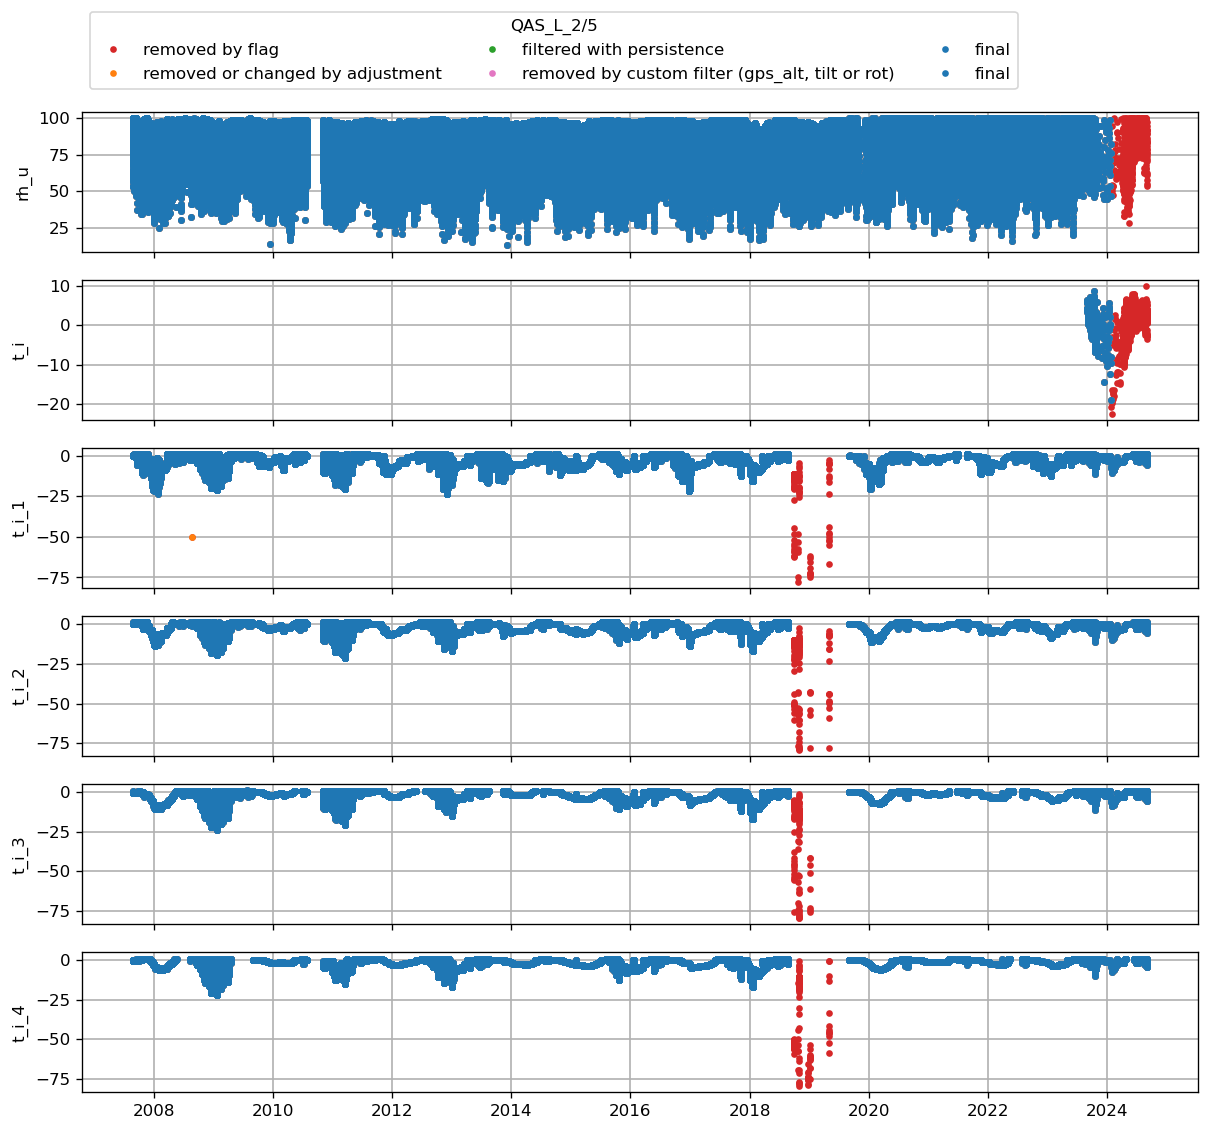 QAS_L_2/5
removed by flag
filtered with persistence
final
removed or changed by adjustment
removed by custom filter (gps_alt, tilt or rot)
final
100
75
50
25
rh_u
10
0
−10
−20
t_i
0
−25
−50
−75
t_i_1
0
−25
−50
−75
t_i_2
0
−25
−50
−75
t_i_3
0
−25
−50
−75
t_i_4
2008 2010 2012 2014 2016 2018 2020 2022 2024